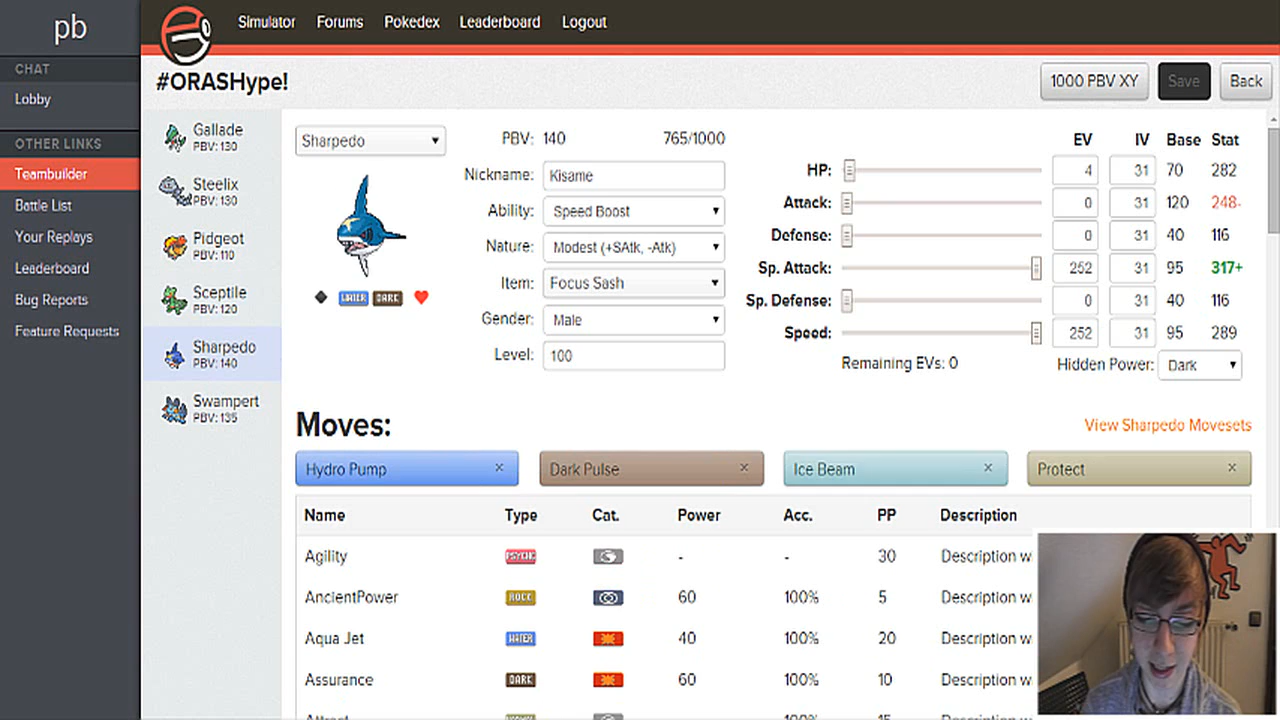 pb
Simulator Forums Pokedex Leaderboard Logout
CHAT
Lobby
OTHER LINKS
Teambuilder
Battle List
Your Replays
Leaderboard
Bug Reports
Feature Requests
#ORASHype!
1000 PBV XY Save Back
Gallade
PBV: 130
Steelix
PBV: 130
Pidgeot
PBV: 110
Sceptile
PBV: 120
Sharpedo
PBV: 140
Swampert
PBV: 135
Sharpedo
WATER DARK
PBV: 140 765/1000
Nickname: Kisame
Ability: Speed Boost
Nature: Modest (+SAtk, -Atk)
Item: Focus Sash
Gender: Male
Level: 100
EV IV Base Stat
HP: 4 31 70 282
Attack: 0 31 120 248-
Defense: 0 31 40 116
Sp. Attack: 252 31 95 317+
Sp. Defense: 0 31 40 116
Speed: 252 31 95 289
Remaining EVs: 0 Hidden Power: Dark
Moves: View Sharpedo Movesets
Hydro Pump × Dark Pulse × Ice Beam × Protect ×
Name Type Cat. Power Acc. PP Description
Agility PSYCHC - - 30 Description w
AncientPower ROCK 60 100% 5 Description w
Aqua Jet WATER 40 100% 20 Description w
Assurance DARK 60 100% 10 Description w